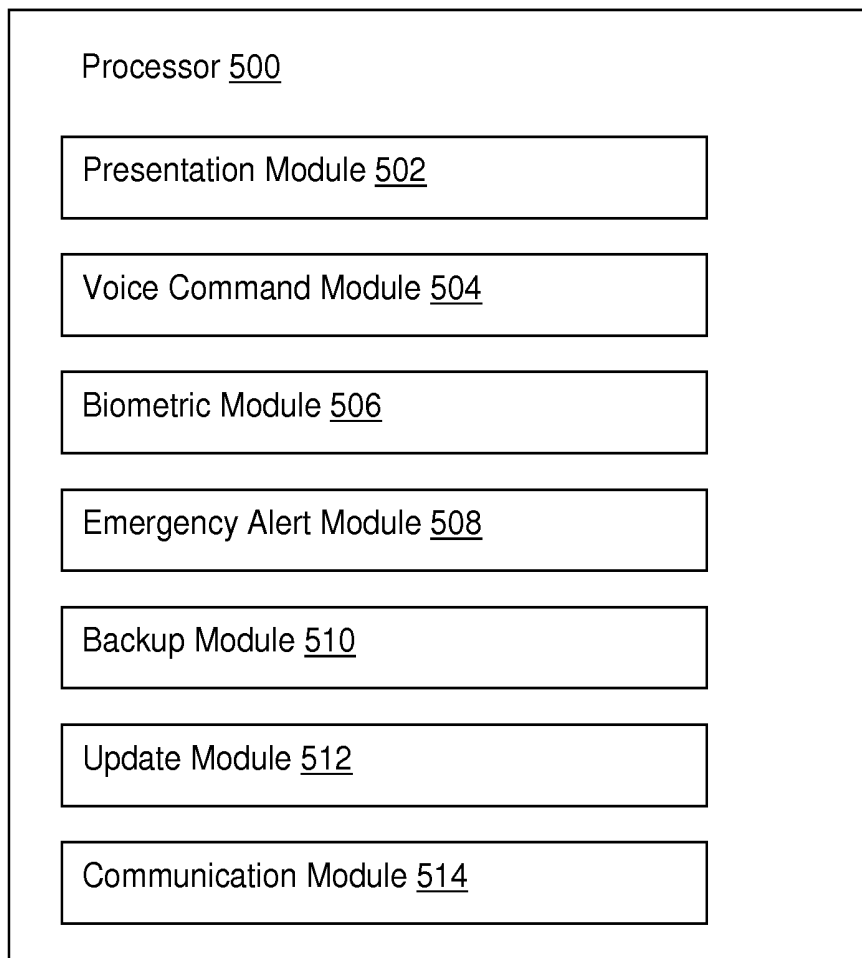 Processor 500
Presentation Module 502
Voice Command Module 504
Biometric Module 506
Emergency Alert Module 508
Backup Module 510
Update Module 512
Communication Module 514